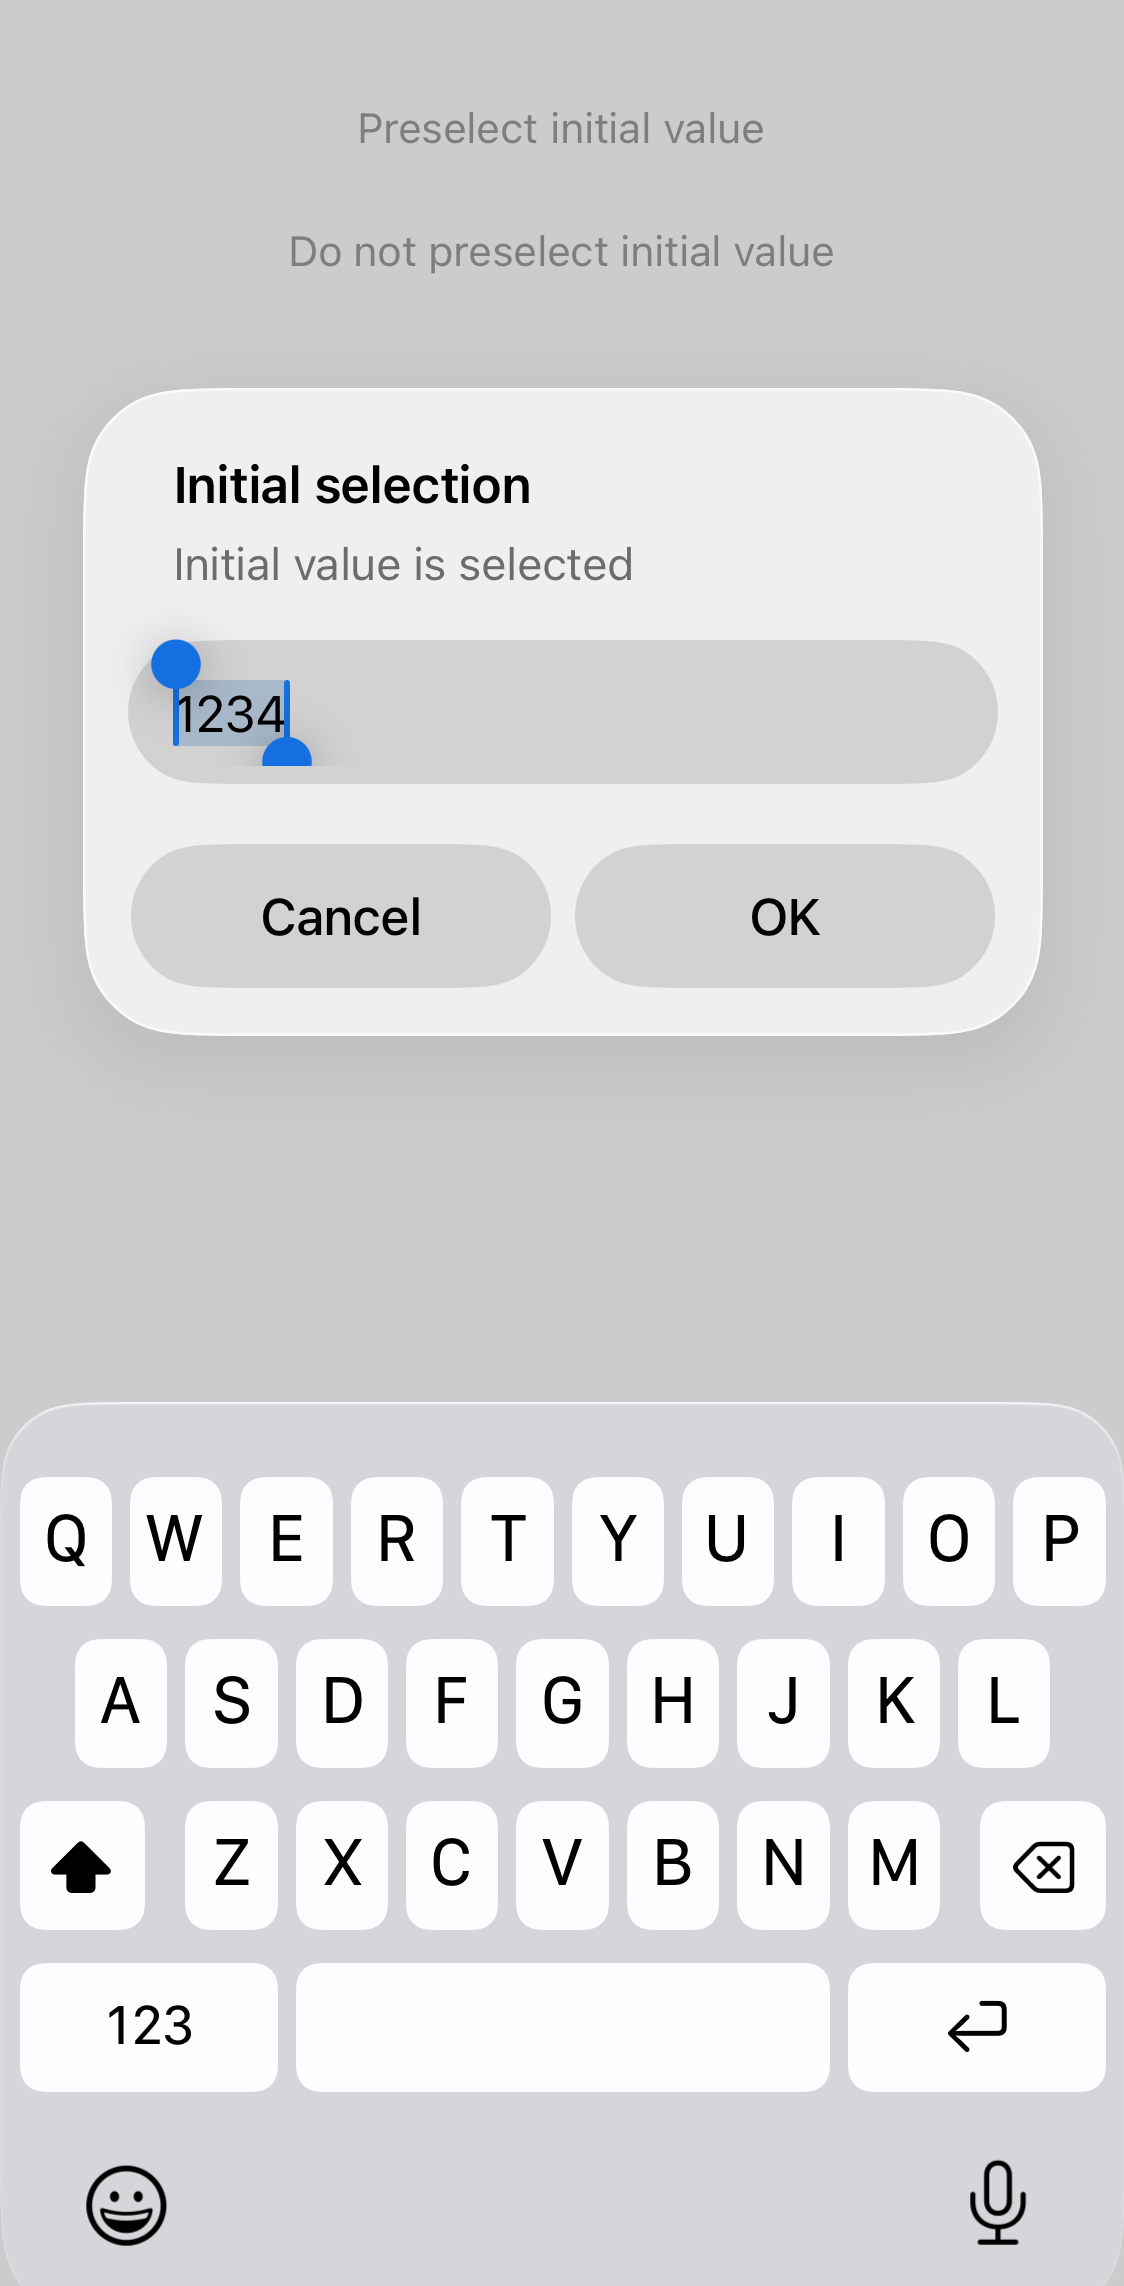 Preselect initial value
Do not preselect initial value
Initial selection
Initial value is selected
1234
Cancel OK
Q W E R T Y U I O P
A S D F G H J K L
Z X C V B N M
123